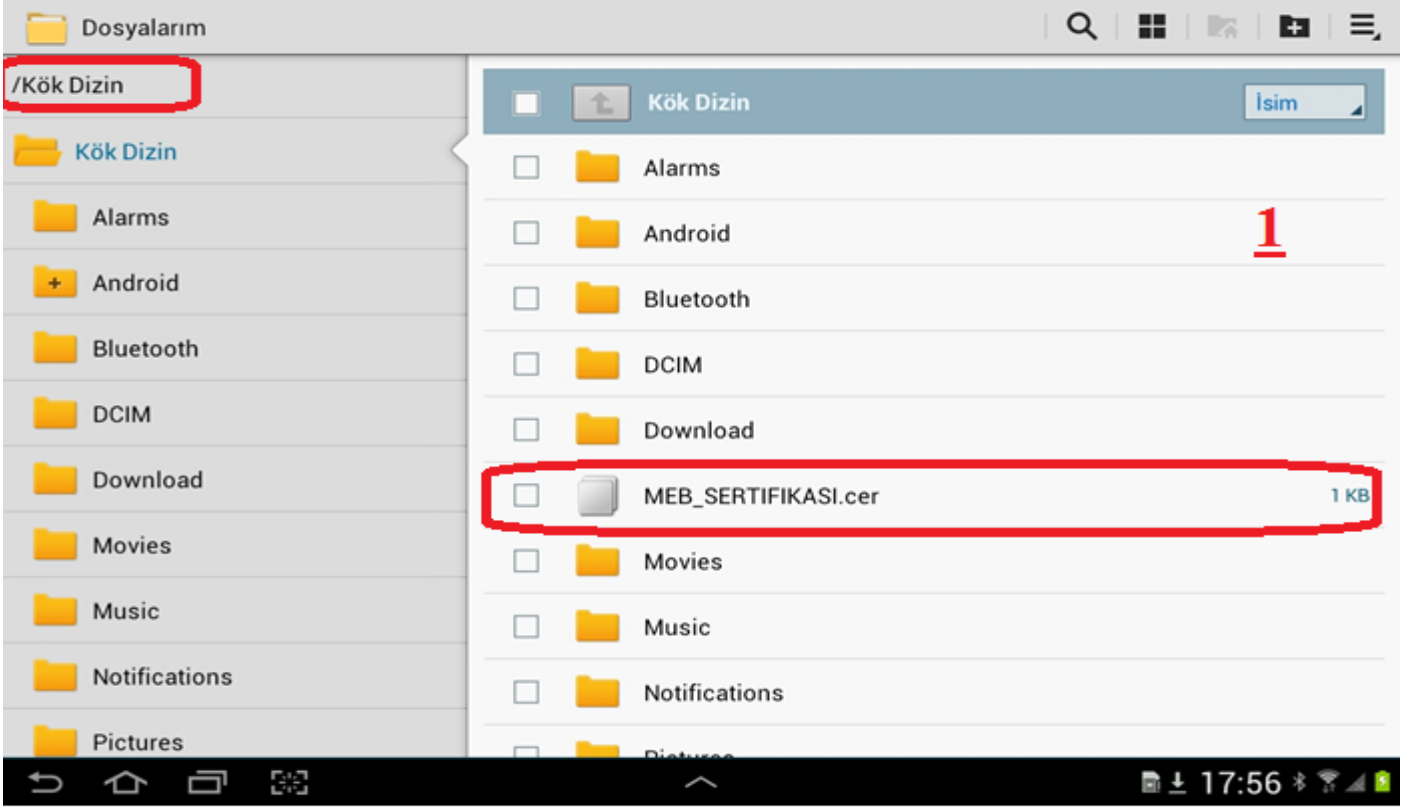 Dosyalarım
/Kök Dizin
Kök Dizin
Alarms
Android
Bluetooth
DCIM
Download
Movies
Music
Notifications
Pictures
Kök Dizin İsim
Alarms
Android
1
Bluetooth
DCIM
Download
MEB_SERTIFIKASI.cer 1 KB
Movies
Music
Notifications
Pictures
17:56